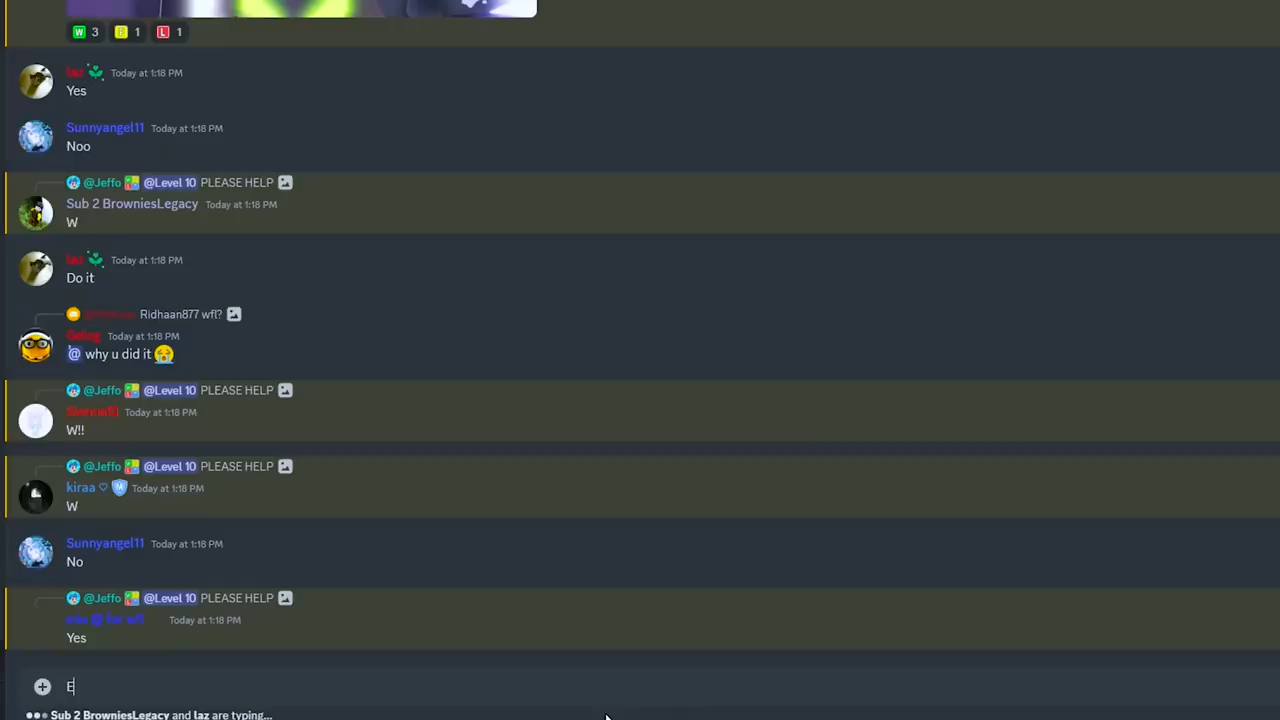 W 3 1 L 1
laz Today at 1:18 PM
Yes
Sunnyangel11 Today at 1:18 PM
Noo
@Jeffo @Level 10 PLEASE HELP
Sub 2 BrowniesLegacy Today at 1:18 PM
W
laz Today at 1:18 PM
Do it
Ridhaan877 wfl?
Today at 1:18 PM
@ why u did it
@Jeffo @Level 10 PLEASE HELP
Today at 1:18 PM
W!!
@Jeffo @Level 10 PLEASE HELP
kiraa ♡ M Today at 1:18 PM
W
Sunnyangel11 Today at 1:18 PM
No
@Jeffo @Level 10 PLEASE HELP
Today at 1:18 PM
Yes
E
Sub 2 BrowniesLegacy and laz are typing...